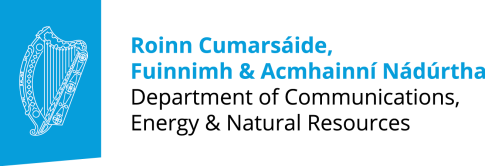 Roinn Cumarsáide,
Fuinnimh & Acmhainní Nádúrtha
Department of Communications,
Energy & Natural Resources